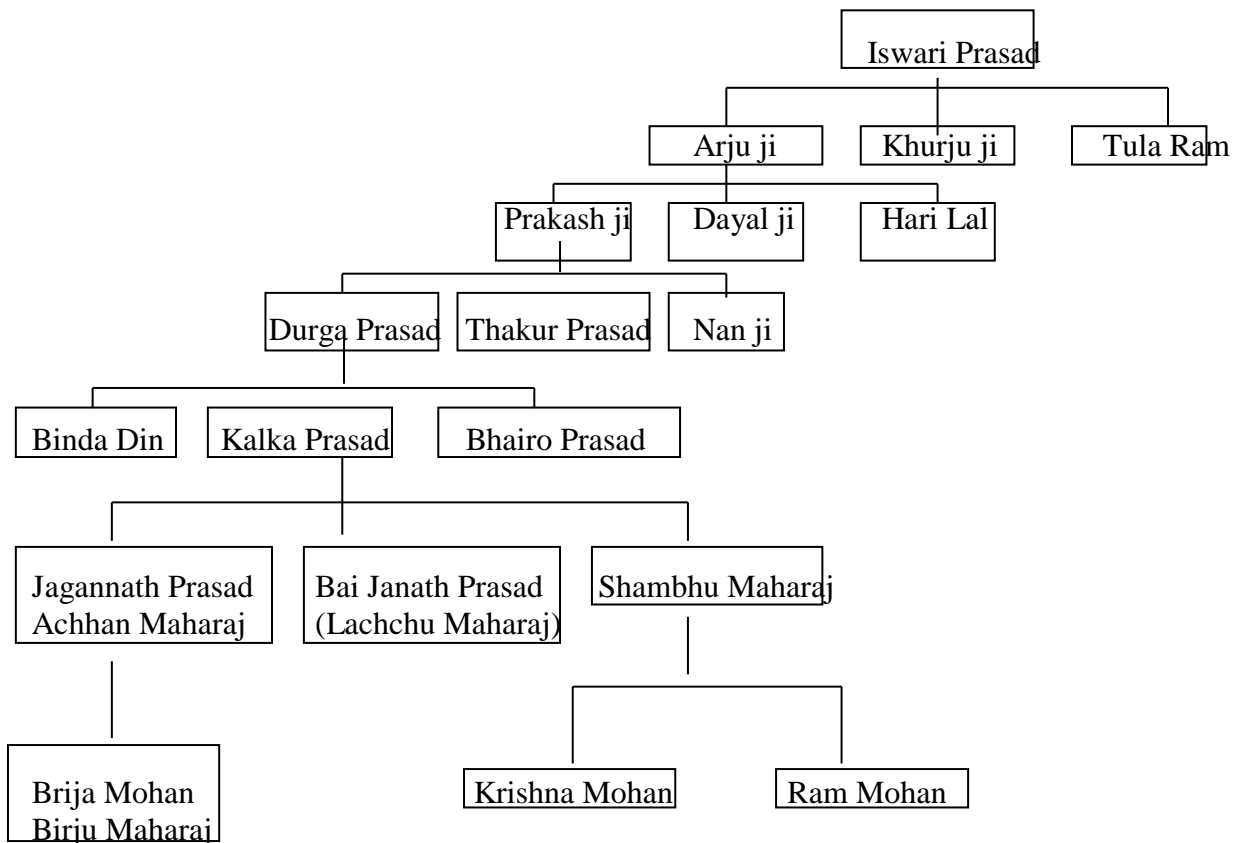 Iswari Prasad
Arju ji Khurju ji Tula Ram
Prakash ji Dayal ji Hari Lal
Durga Prasad Thakur Prasad Nan ji
Binda Din Kalka Prasad Bhairo Prasad
Jagannath Prasad
Achhan Maharaj
Bai Janath Prasad
(Lachchu Maharaj)
Shambhu Maharaj
Brija Mohan
Birju Maharaj
Krishna Mohan Ram Mohan